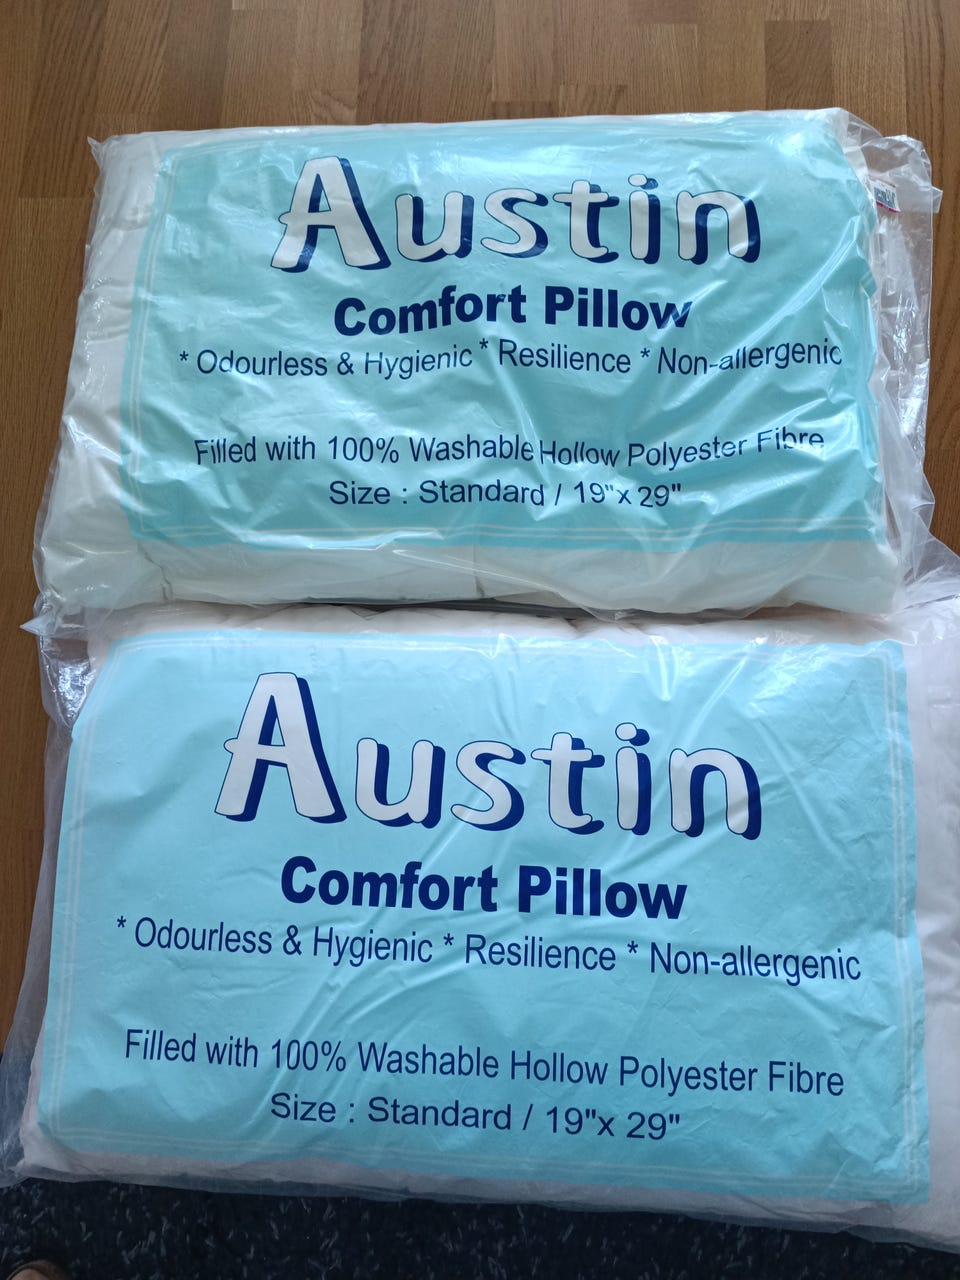 Austin
Comfort Pillow
* Odourless & Hygienic * Resilience * Non-allergenic
Filled with 100% Washable Hollow Polyester Fibre
Size : Standard / 19"x 29"
Austin
Comfort Pillow
* Odourless & Hygienic * Resilience * Non-allergenic
Filled with 100% Washable Hollow Polyester Fibre
Size : Standard / 19"x 29"